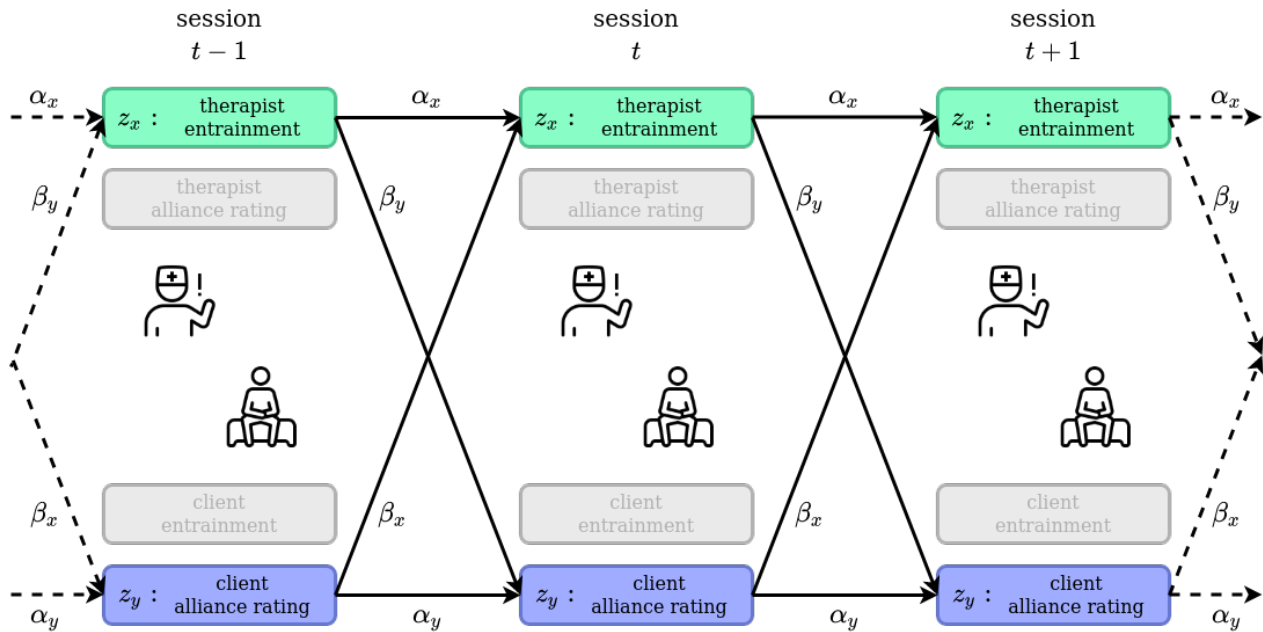 session
t − 1
session
t
session
t + 1
α_x
z_x : therapist
entrainment
α_x
z_x : therapist
entrainment
α_x
z_x : therapist
entrainment
α_x
therapist
alliance rating
therapist
alliance rating
therapist
alliance rating
β_y
β_y
β_y
β_y
!
!
!
client
entrainment
client
entrainment
client
entrainment
β_x
β_x
β_x
β_x
z_y : client
alliance rating
z_y : client
alliance rating
z_y : client
alliance rating
α_y
α_y
α_y
α_y